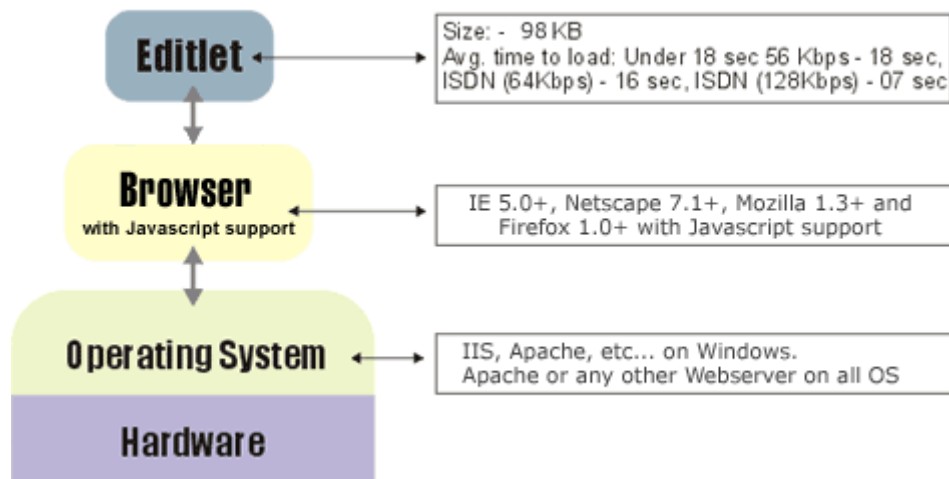 Editlet
Size: - 98 KB
Avg. time to load: Under 18 sec 56 Kbps - 18 sec,
ISDN (64Kbps) - 16 sec, ISDN (128Kbps) - 07 sec
Browser
with Javascript support
IE 5.0+, Netscape 7.1+, Mozilla 1.3+ and
Firefox 1.0+ with Javascript support
Operating System
IIS, Apache, etc... on Windows.
Apache or any other Webserver on all OS
Hardware